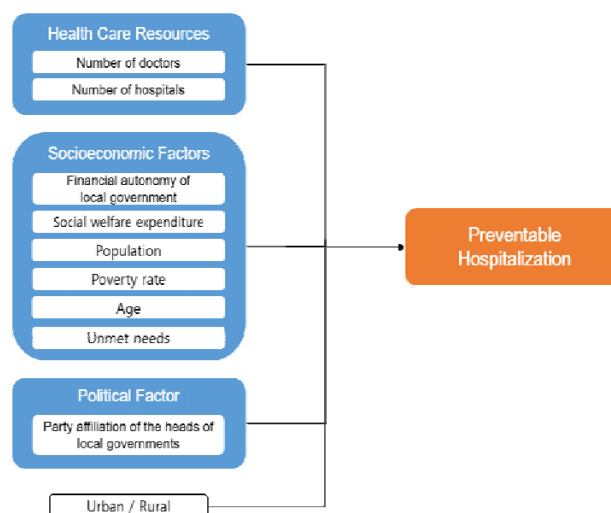 Health Care Resources
Number of doctors
Number of hospitals
Socioeconomic Factors
Financial autonomy of
local government
Social welfare expenditure
Population
Poverty rate
Age
Unmet needs
Preventable
Hospitalization
Political Factor
Party affiliation of the heads of
local governments
Urban / Rural